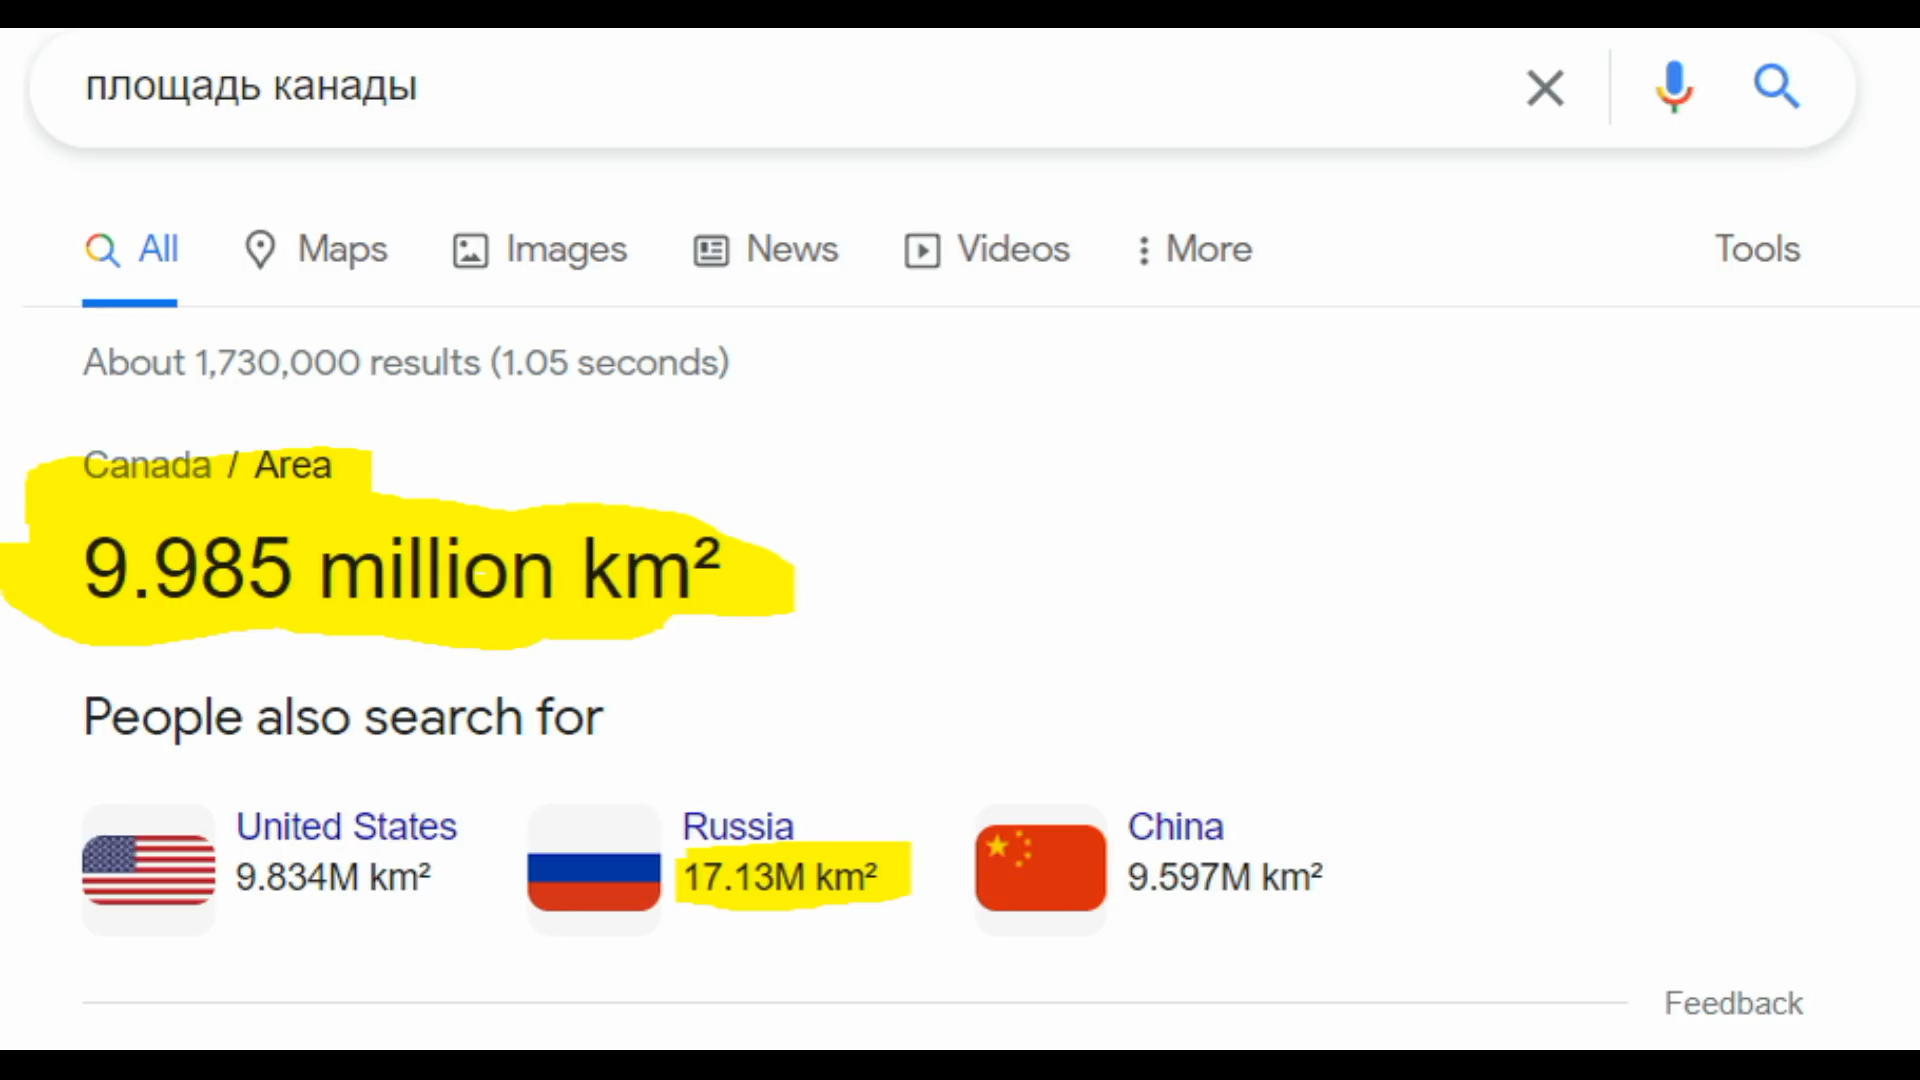 площадь канады
All Maps Images News Videos More Tools
About 1,730,000 results (1.05 seconds)
Canada / Area
9.985 million km²
People also search for
United States Russia China
9.834M km² 17.13M km² 9.597M km²
Feedback